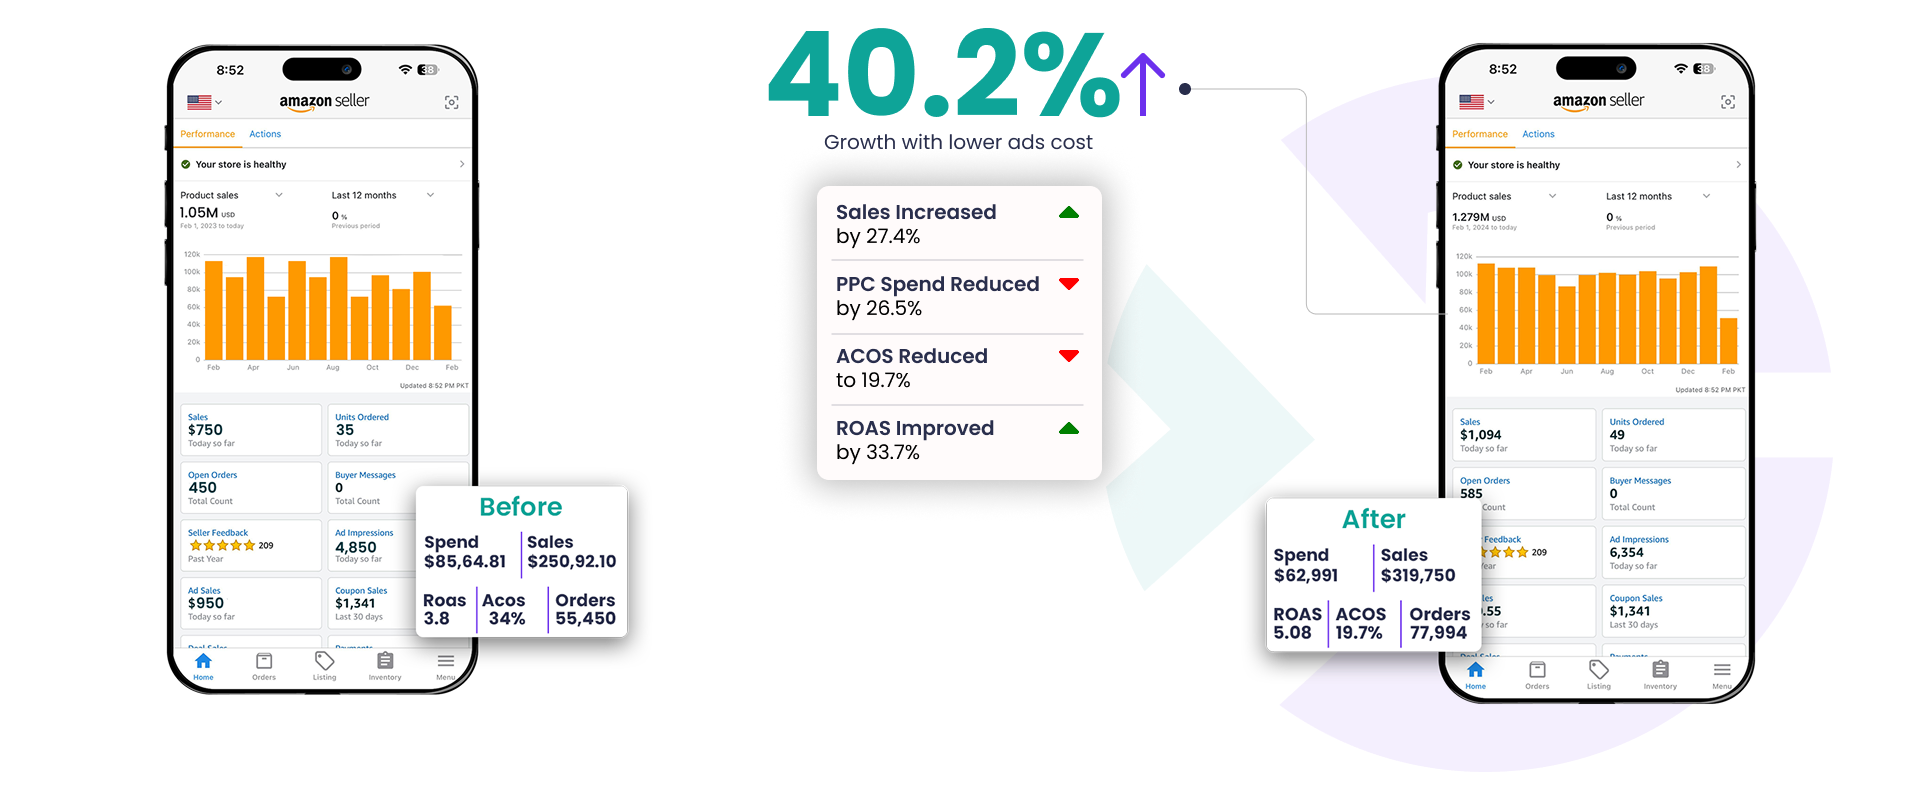 8:52
38
amazon seller
Performance Actions
Your store is healthy
Product sales Last 12 months
1.05M USD 0 %
Feb 1, 2023 to today Previous period
120k
100k
80k
60k
40k
20k
0
Feb Apr Jun Aug Oct Dec Feb
Updated 8:52 PM PKT
Sales Units Ordered
$750 35
Today so far Today so far
Open Orders Buyer Messages
450 0
Total Count Total Count
Seller Feedback Ad Impressions
209 4,850
Past Year Today so far
Ad Sales Coupon Sales
$950 $1,341
Today so far Last 30 days
Deal Sales Payments
Home Orders Listing Inventory Menu
Before
Spend Sales
$85,64.81 $250,92.10
Roas Acos Orders
3.8 34% 55,450
40.2%
Growth with lower ads cost
Sales Increased
by 27.4%
PPC Spend Reduced
by 26.5%
ACOS Reduced
to 19.7%
ROAS Improved
by 33.7%
8:52
38
amazon seller
Performance Actions
Your store is healthy
Product sales Last 12 months
1.279M USD 0 %
Feb 1, 2024 to today Previous period
120k
100k
80k
60k
40k
20k
0
Feb Apr Jun Aug Oct Dec Feb
Updated 8:52 PM PKT
Sales Units Ordered
$1,094 49
Today so far Today so far
Open Orders Buyer Messages
585 0
Count Total Count
Feedback Ad Impressions
209 6,354
Today so far
Coupon Sales
.55 $1,341
so far Last 30 days
Deal Sales Payments
Home Orders Listing Inventory Menu
After
Spend Sales
$62,991 $319,750
ROAS ACOS Orders
5.08 19.7% 77,994